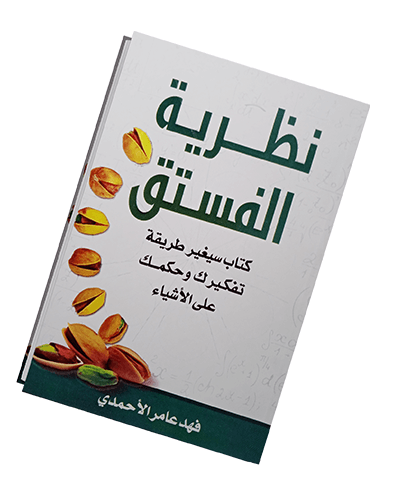 نظرية
الفستق
كتاب سيغير طريقة
تفكيرك وحكمك
على الأشياء
فهد عامر الأحمدي